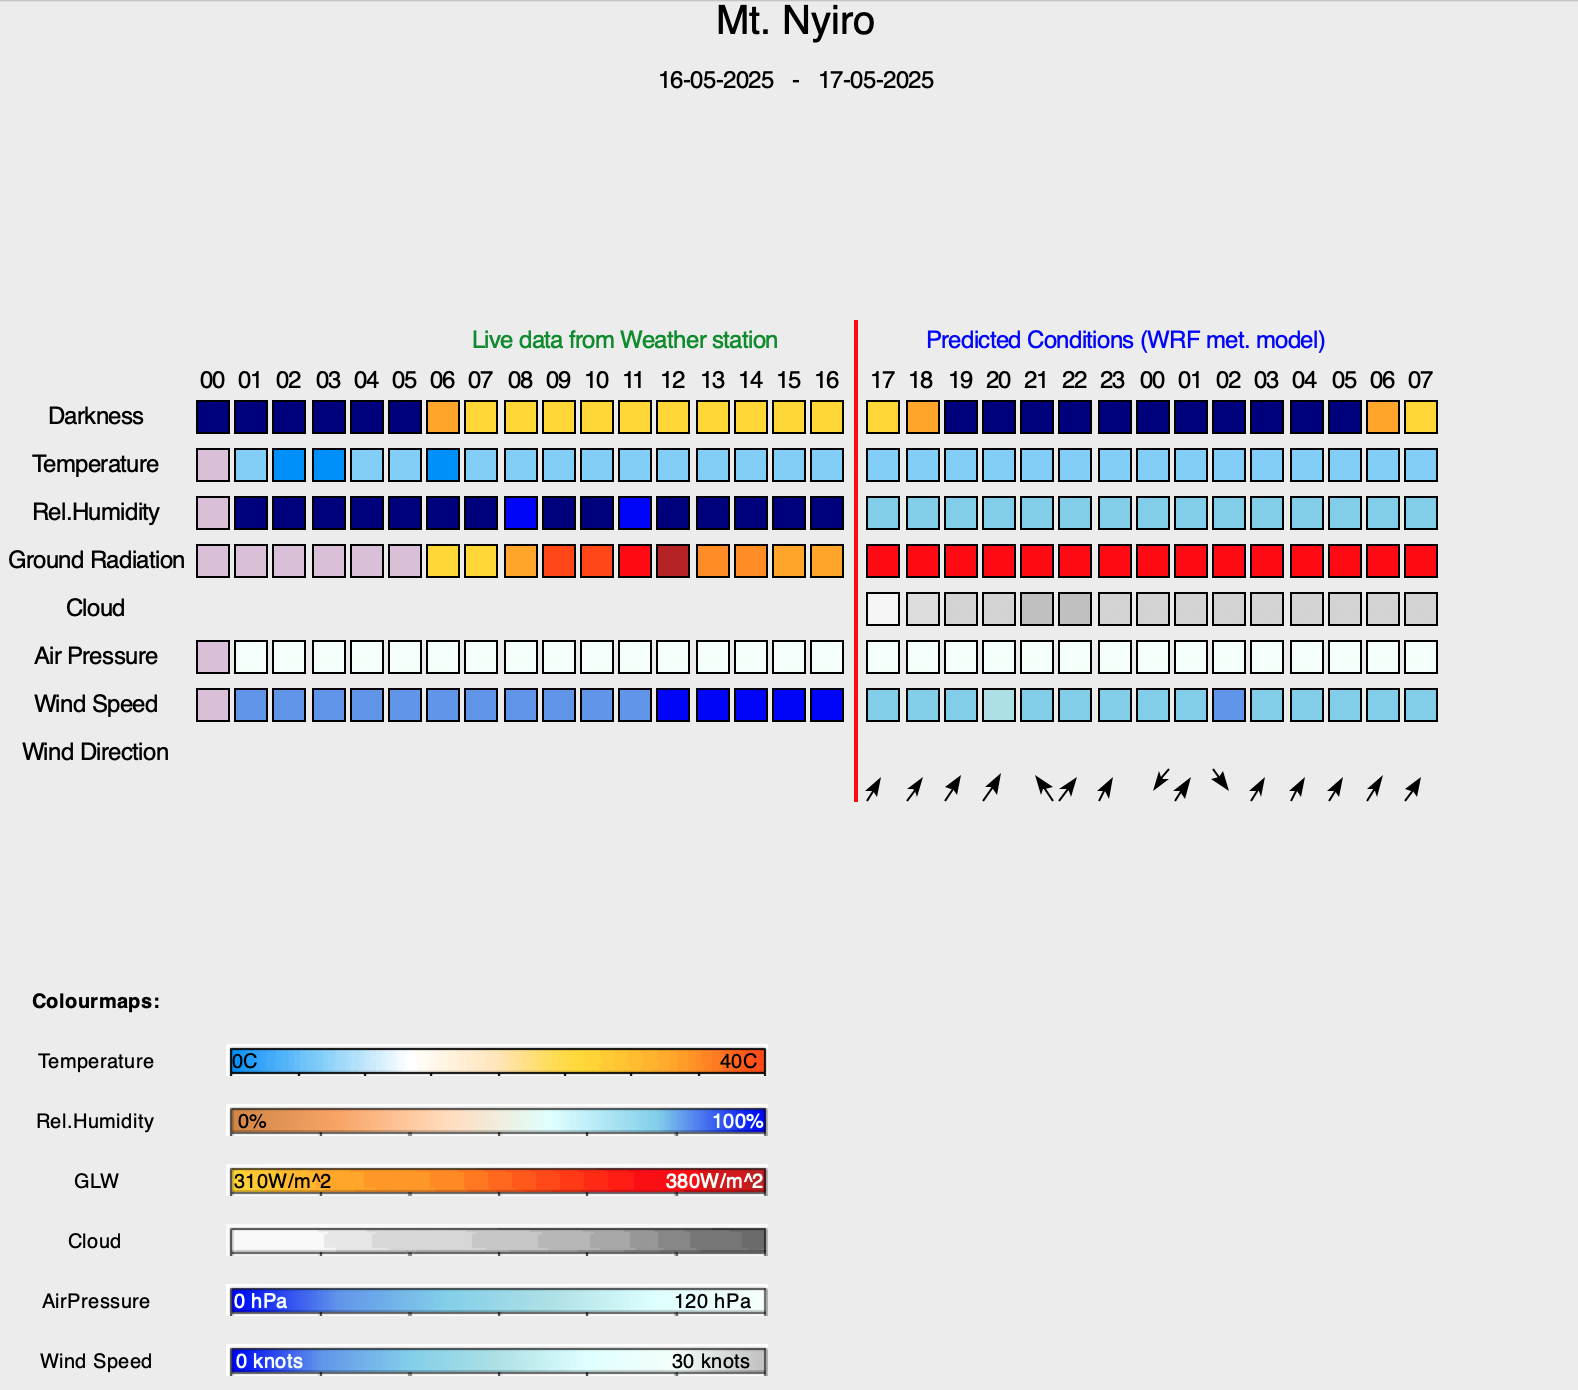 Mt. Nyiro
16-05-2025 - 17-05-2025
Live data from Weather station Predicted Conditions (WRF met. model)
00 01 02 03 04 05 06 07 08 09 10 11 12 13 14 15 16 17 18 19 20 21 22 23 00 01 02 03 04 05 06 07
Darkness
Temperature
Rel.Humidity
Ground Radiation
Cloud
Air Pressure
Wind Speed
Wind Direction
Colourmaps:
Temperature 0C 40C
Rel.Humidity 0% 100%
GLW 310W/m^2 380W/m^2
Cloud
AirPressure 0 hPa 120 hPa
Wind Speed 0 knots 30 knots